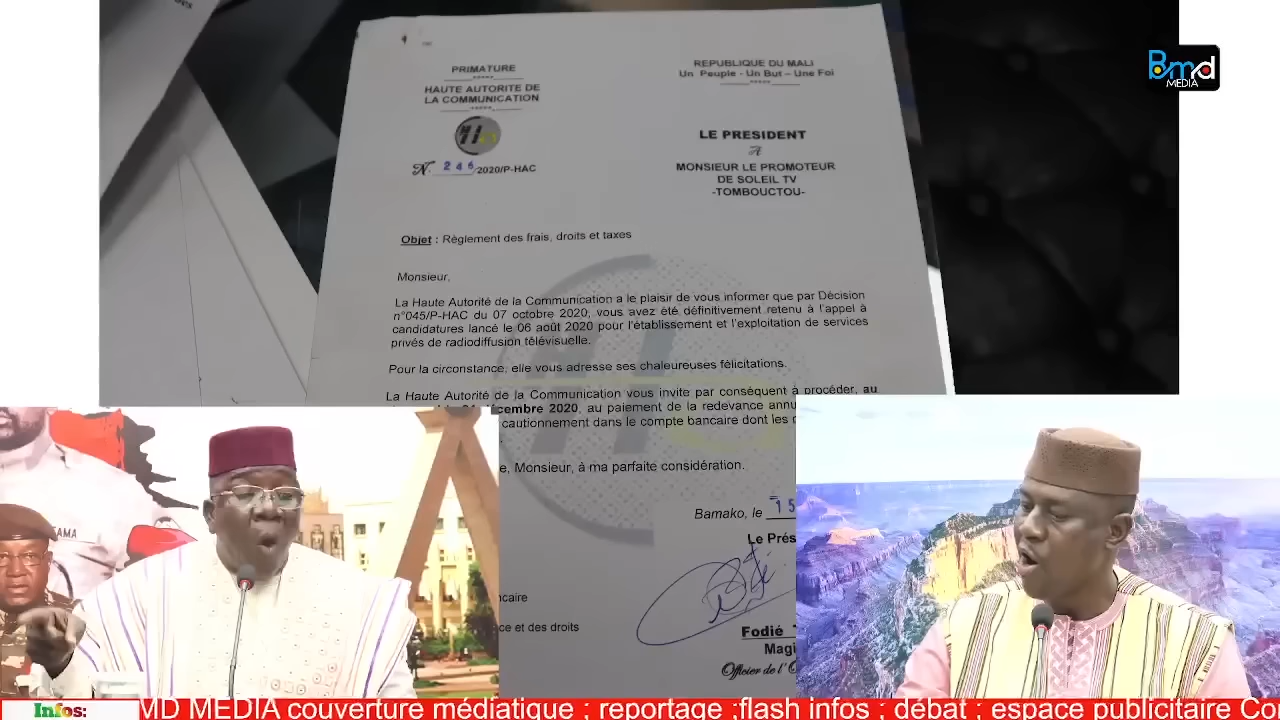 PRIMATURE
HAUTE AUTORITE DE
LA COMMUNICATION
N° 246/2020/P-HAC
REPUBLIQUE DU MALI
Un Peuple - Un But – Une Foi
LE PRESIDENT
A
MONSIEUR LE PROMOTEUR
DE SOLEIL TV
-TOMBOUCTOU-
Bmd
MEDIA
Objet : Règlement des frais, droits et taxes
Monsieur,
La Haute Autorité de la Communication a le plaisir de vous informer que par Décision
n°045/P-HAC du 07 octobre 2020, vous avez été définitivement retenu à l'appel à
candidatures lancé le 06 août 2020 pour l'établissement et l'exploitation de services
privés de radiodiffusion télévisuelle.
Pour la circonstance, elle vous adresse ses chaleureuses félicitations.
La Haute Autorité de la Communication vous invite par conséquent à procéder, au
décembre 2020, au paiement de la redevance annu
cautionnement dans le compte bancaire dont les
e, Monsieur, à ma parfaite considération.
Bamako, le 15
Le Prés
ncaire
ce et des droits
Fodié
Magi
Officier de l'O
AMA
Infos:
MD MEDIA couverture médiatique ; reportage ;flash infos ; débat ; espace publicitaire Co